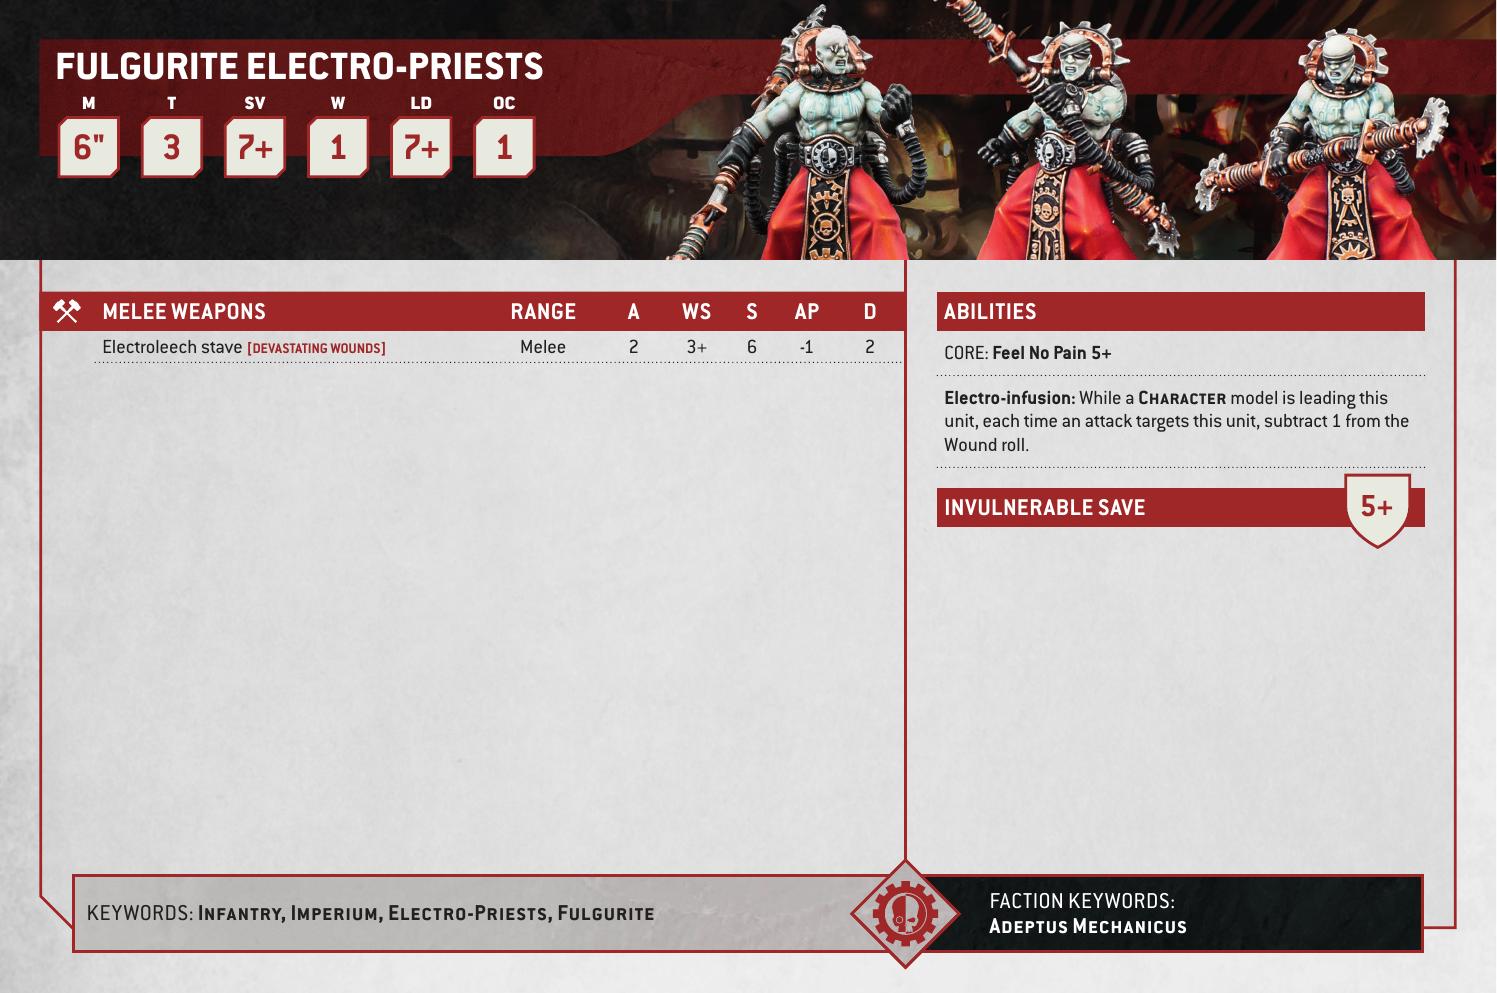 FULGURITE ELECTRO-PRIESTS
M T SV W LD OC
6" 3 7+ 1 7+ 1
MELEE WEAPONS RANGE A WS S AP D
Electroleech stave [DEVASTATING WOUNDS] Melee 2 3+ 6 -1 2
ABILITIES
CORE: Feel No Pain 5+
Electro-infusion: While a CHARACTER model is leading this
unit, each time an attack targets this unit, subtract 1 from the
Wound roll.
INVULNERABLE SAVE 5+
KEYWORDS: INFANTRY, IMPERIUM, ELECTRO-PRIESTS, FULGURITE
FACTION KEYWORDS:
ADEPTUS MECHANICUS